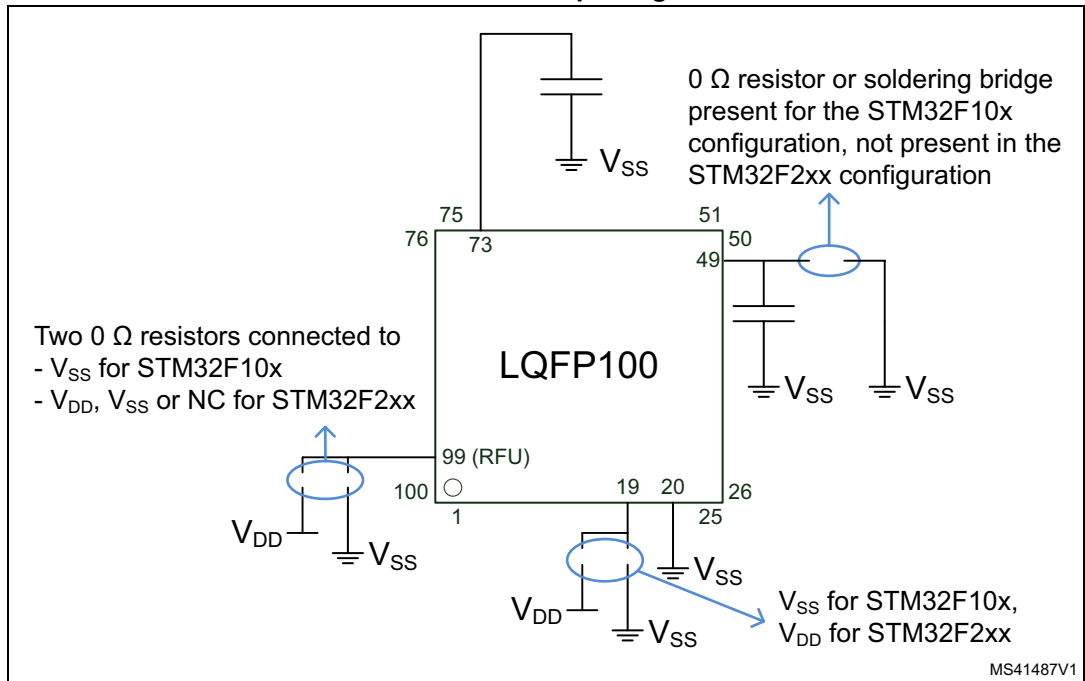 0 Ω resistor or soldering bridge
present for the STM32F10x
configuration, not present in the
STM32F2xx configuration
VSS
75
51
76
73
50
49
Two 0 Ω resistors connected to
- VSS for STM32F10x
- VDD, VSS or NC for STM32F2xx
LQFP100
VSS
VSS
99 (RFU)
100
19
20
26
1
25
VDD
VSS
VSS
VDD
VSS
VSS for STM32F10x,
VDD for STM32F2xx
MS41487V1